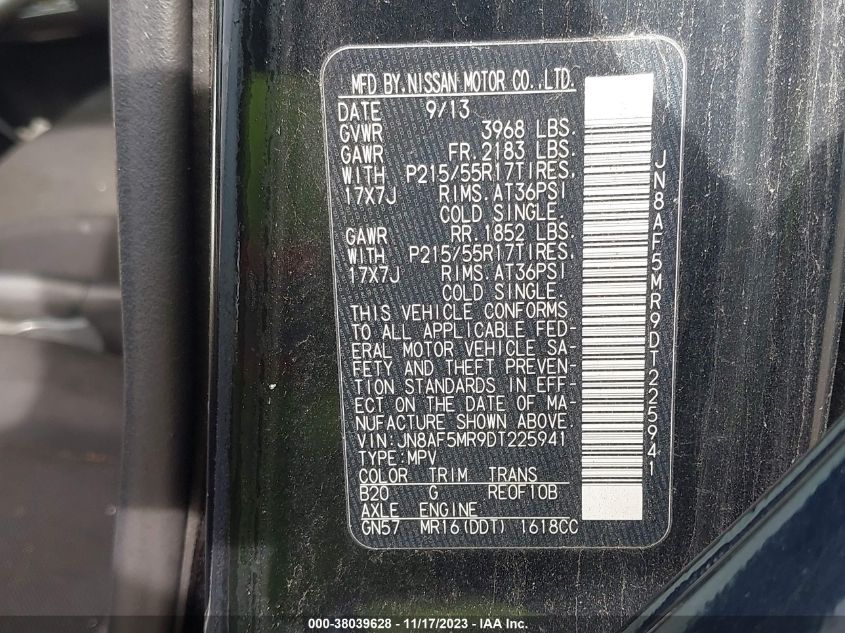 MFD BY.NISSAN MOTOR CO.,LTD.
DATE 9/13
GVWR 3968 LBS.
GAWR FR.2183 LBS.
WITH P215/55R17TIRES.
17X7J RIMS.AT36PSI
COLD SINGLE.
GAWR RR.1852 LBS.
WITH P215/55R17TIRES.
17X7J RIMS.AT36PSI
COLD SINGLE.
THIS VEHICLE CONFORMS
TO ALL APPLICABLE FED-
ERAL MOTOR VEHICLE SA-
FETY AND THEFT PREVEN-
TION STANDARDS IN EFF-
ECT ON THE DATE OF MA-
NUFACTURE SHOWN ABOVE.
VIN:JN8AF5MR9DT225941
TYPE:MPV
COLOR TRIM TRANS
B20 G REOF10B
AXLE ENGINE
GN57 MR16(DDT) 1618CC
JN8AF5MR9DT225941
000-38039628 - 11/17/2023 - IAA Inc.